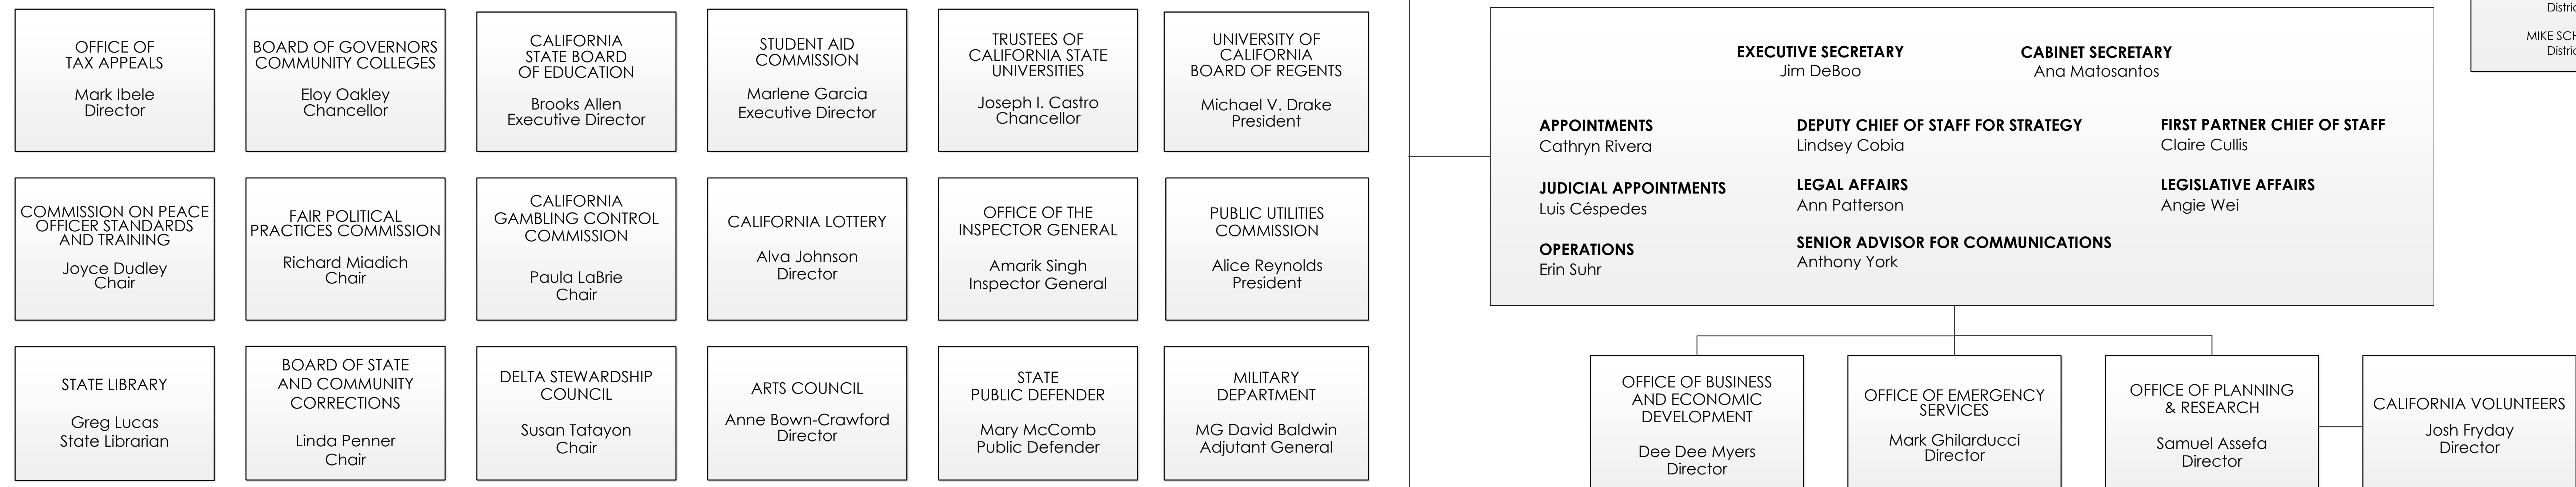 OFFICE OF
TAX APPEALS
Mark Ibele
Director
BOARD OF GOVERNORS
COMMUNITY COLLEGES
Eloy Oakley
Chancellor
CALIFORNIA
STATE BOARD
OF EDUCATION
Brooks Allen
Executive Director
STUDENT AID
COMMISSION
Marlene Garcia
Executive Director
TRUSTEES OF
CALIFORNIA STATE
UNIVERSITIES
Joseph I. Castro
Chancellor
UNIVERSITY OF
CALIFORNIA
BOARD OF REGENTS
Michael V. Drake
President
COMMISSION ON PEACE
OFFICER STANDARDS
AND TRAINING
Joyce Dudley
Chair
FAIR POLITICAL
PRACTICES COMMISSION
Richard Miadich
Chair
CALIFORNIA
GAMBLING CONTROL
COMMISSION
Paula LaBrie
Chair
CALIFORNIA LOTTERY
Alva Johnson
Director
OFFICE OF THE
INSPECTOR GENERAL
Amarik Singh
Inspector General
PUBLIC UTILITIES
COMMISSION
Alice Reynolds
President
STATE LIBRARY
Greg Lucas
State Librarian
BOARD OF STATE
AND COMMUNITY
CORRECTIONS
Linda Penner
Chair
DELTA STEWARDSHIP
COUNCIL
Susan Tatayon
Chair
ARTS COUNCIL
Anne Bown-Crawford
Director
STATE
PUBLIC DEFENDER
Mary McComb
Public Defender
MILITARY
DEPARTMENT
MG David Baldwin
Adjutant General
EXECUTIVE SECRETARY
Jim DeBoo
CABINET SECRETARY
Ana Matosantos
APPOINTMENTS
Cathryn Rivera
JUDICIAL APPOINTMENTS
Luis Céspedes
OPERATIONS
Erin Suhr
DEPUTY CHIEF OF STAFF FOR STRATEGY
Lindsey Cobia
LEGAL AFFAIRS
Ann Patterson
SENIOR ADVISOR FOR COMMUNICATIONS
Anthony York
FIRST PARTNER CHIEF OF STAFF
Claire Cullis
LEGISLATIVE AFFAIRS
Angie Wei
OFFICE OF BUSINESS
AND ECONOMIC
DEVELOPMENT
Dee Dee Myers
Director
OFFICE OF EMERGENCY
SERVICES
Mark Ghilarducci
Director
OFFICE OF PLANNING
& RESEARCH
Samuel Assefa
Director
CALIFORNIA VOLUNTEERS
Josh Fryday
Director
MIKE